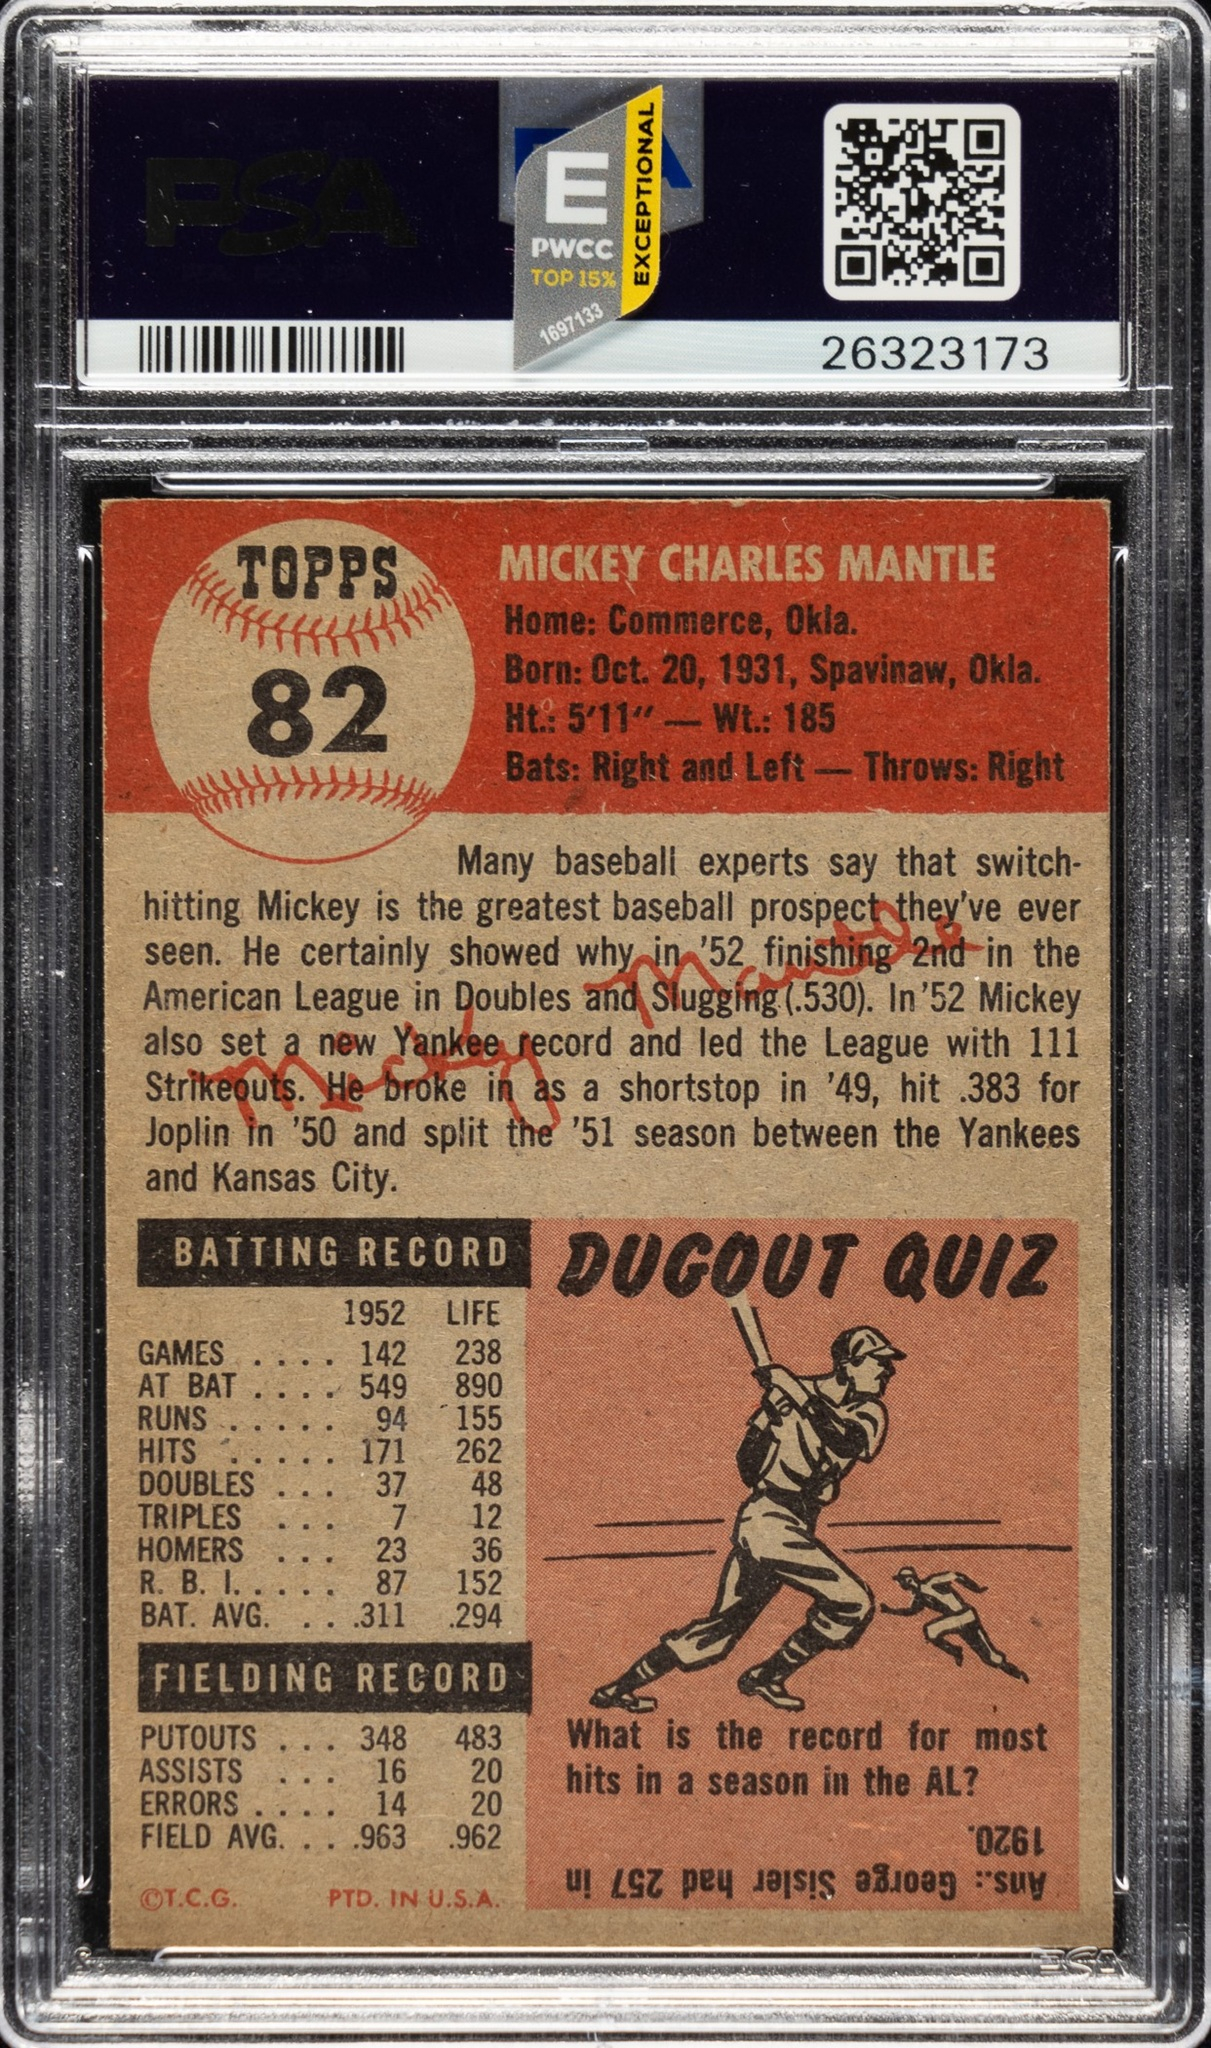 PSA
E
PWCC
TOP 15%
EXCEPTIONAL
1697133
26323173
TOPPS
82
MICKEY CHARLES MANTLE
Home: Commerce, Okla.
Born: Oct. 20, 1931, Spavinaw, Okla.
Ht.: 5'11" — Wt.: 185
Bats: Right and Left — Throws: Right
Many baseball experts say that switch-
hitting Mickey is the greatest baseball prospect they've ever
seen. He certainly showed why in '52 finishing 2nd in the
American League in Doubles and Slugging (.530). In '52 Mickey
also set a new Yankee record and led the League with 111
Strikeouts. He broke in as a shortstop in '49, hit .383 for
Joplin in '50 and split the '51 season between the Yankees
and Kansas City.
Mickey Mantle
BATTING RECORD
1952 LIFE
GAMES .... 142 238
AT BAT .... 549 890
RUNS ..... 94 155
HITS ..... 171 262
DOUBLES ... 37 48
TRIPLES ... 7 12
HOMERS ... 23 36
R. B. I. .... 87 152
BAT. AVG. ... .311 .294
FIELDING RECORD
PUTOUTS ... 348 483
ASSISTS ... 16 20
ERRORS .... 14 20
FIELD AVG. ... .963 .962
©T.C.G. PTD. IN U.S.A.
DUGOUT QUIZ
What is the record for most
hits in a season in the AL?
Ans.: George Sisler had 257 in
1920.
PSA